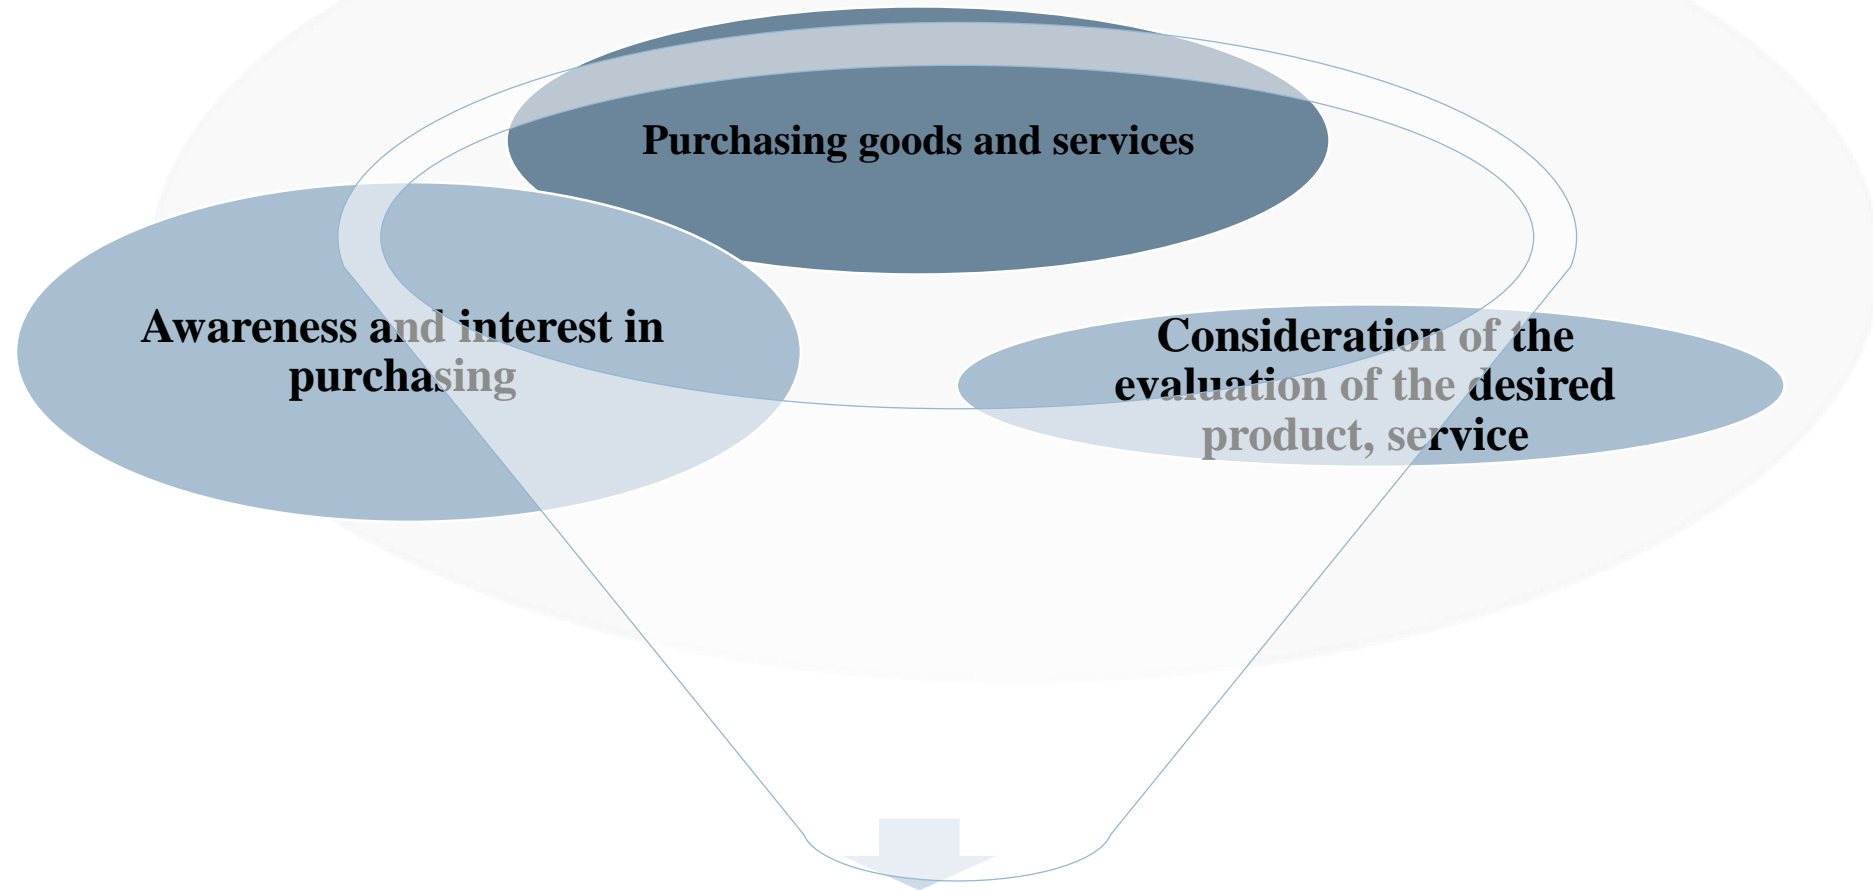 Purchasing goods and services
Awareness and interest in
purchasing
Consideration of the
evaluation of the desired
product, service